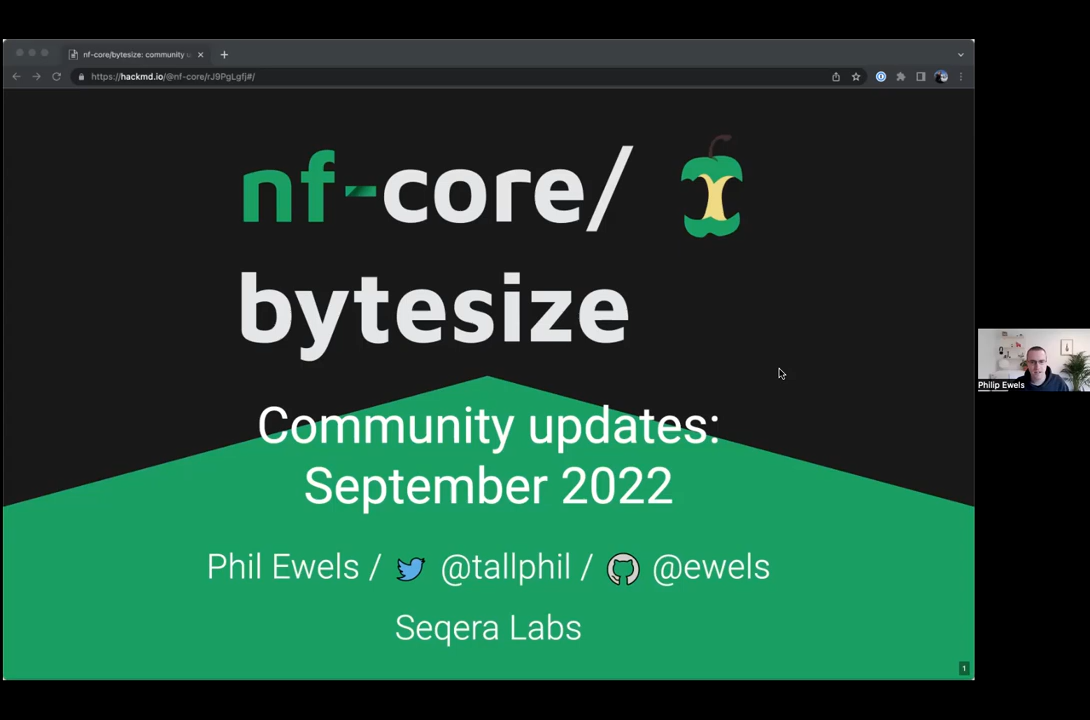 nf-core/bytesize: community u
https://hackmd.io/@nf-core/rJ9PgLgfj#/
nf-core/
bytesize
Community updates:
September 2022
Phil Ewels / @tallphil / @ewels
Seqera Labs
Philip Ewels
1